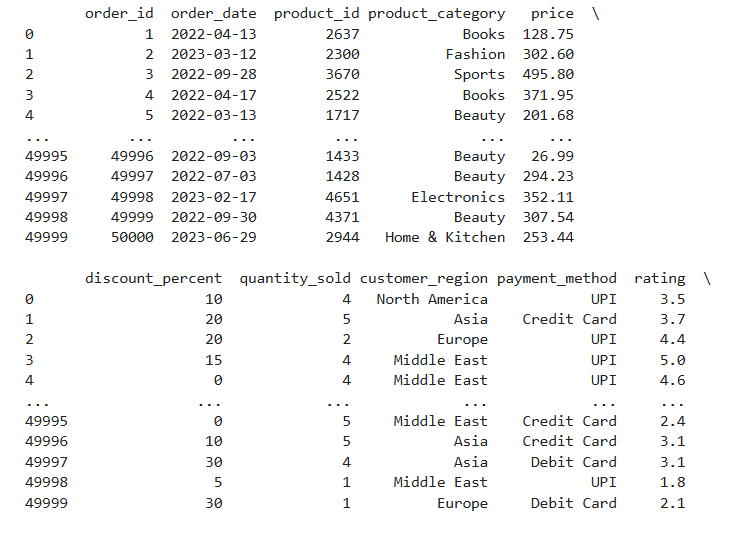 order_id  order_date  product_id product_category   price  \
0             1  2022-04-13        2637            Books  128.75
1             2  2023-03-12        2300          Fashion  302.60
2             3  2022-09-28        3670           Sports  495.80
3             4  2022-04-17        2522            Books  371.95
4             5  2022-03-13        1717           Beauty  201.68
...         ...         ...         ...              ...     ...
49995     49996  2022-09-03        1433           Beauty   26.99
49996     49997  2022-07-03        1428           Beauty  294.23
49997     49998  2023-02-17        4651      Electronics  352.11
49998     49999  2022-09-30        4371           Beauty  307.54
49999     50000  2023-06-29        2944   Home & Kitchen  253.44
       discount_percent  quantity_sold customer_region payment_method  rating  \
0                    10              4   North America            UPI     3.5
1                    20              5            Asia    Credit Card     3.7
2                    20              2          Europe            UPI     4.4
3                    15              4     Middle East            UPI     5.0
4                     0              4     Middle East            UPI     4.6
...                 ...            ...             ...            ...     ...
49995                 0              5     Middle East    Credit Card     2.4
49996                10              5            Asia    Credit Card     3.1
49997                30              4            Asia     Debit Card     3.1
49998                 5              1     Middle East            UPI     1.8
49999                30              1          Europe     Debit Card     2.1